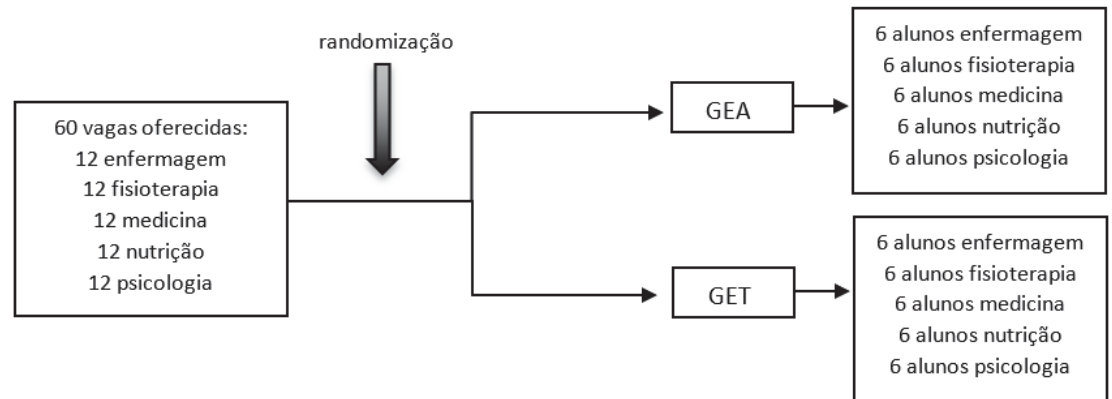 randomização
60 vagas oferecidas:
12 enfermagem
12 fisioterapia
12 medicina
12 nutrição
12 psicologia
GEA
6 alunos enfermagem
6 alunos fisioterapia
6 alunos medicina
6 alunos nutrição
6 alunos psicologia
GET
6 alunos enfermagem
6 alunos fisioterapia
6 alunos medicina
6 alunos nutrição
6 alunos psicologia